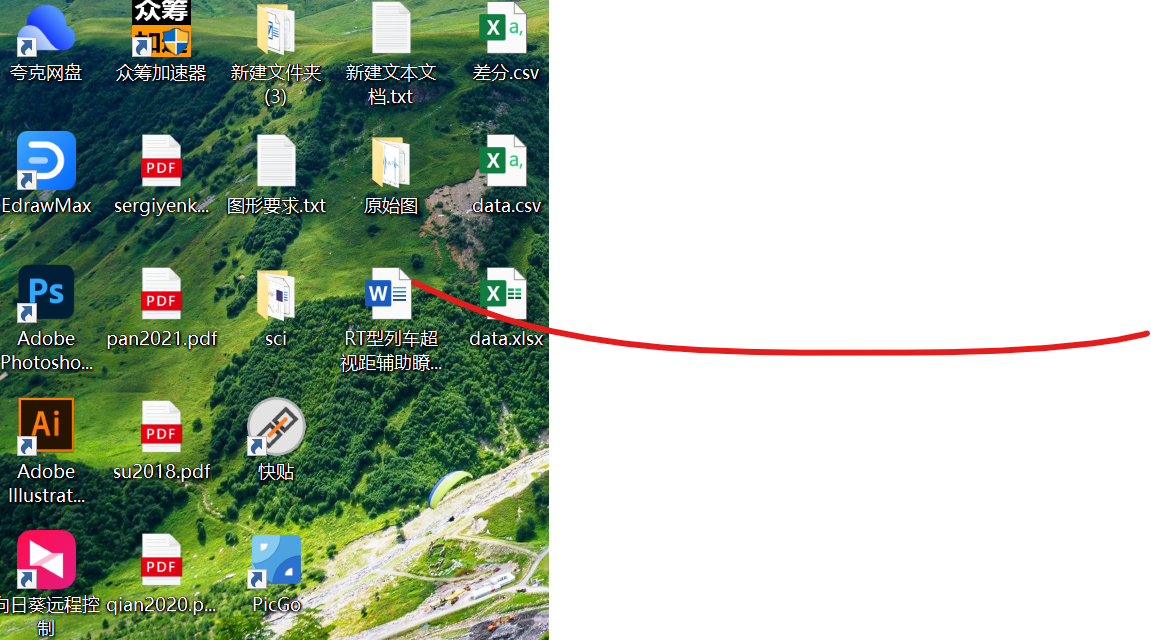 众筹
加速
夸克网盘
众筹加速器
新建文件夹
(3)
新建文本文
档.txt
a,
差分.csv
EdrawMax
PDF
sergiyenk...
图形要求.txt
原始图
a,
data.csv
Ps
Adobe
Photosho...
PDF
pan2021.pdf
sci
W
RT型列车超
视距辅助瞭...
X
data.xlsx
Ai
Adobe
Illustrat...
PDF
su2018.pdf
快贴
向日葵远程控
制
PDF
qian2020.p...
PicGo